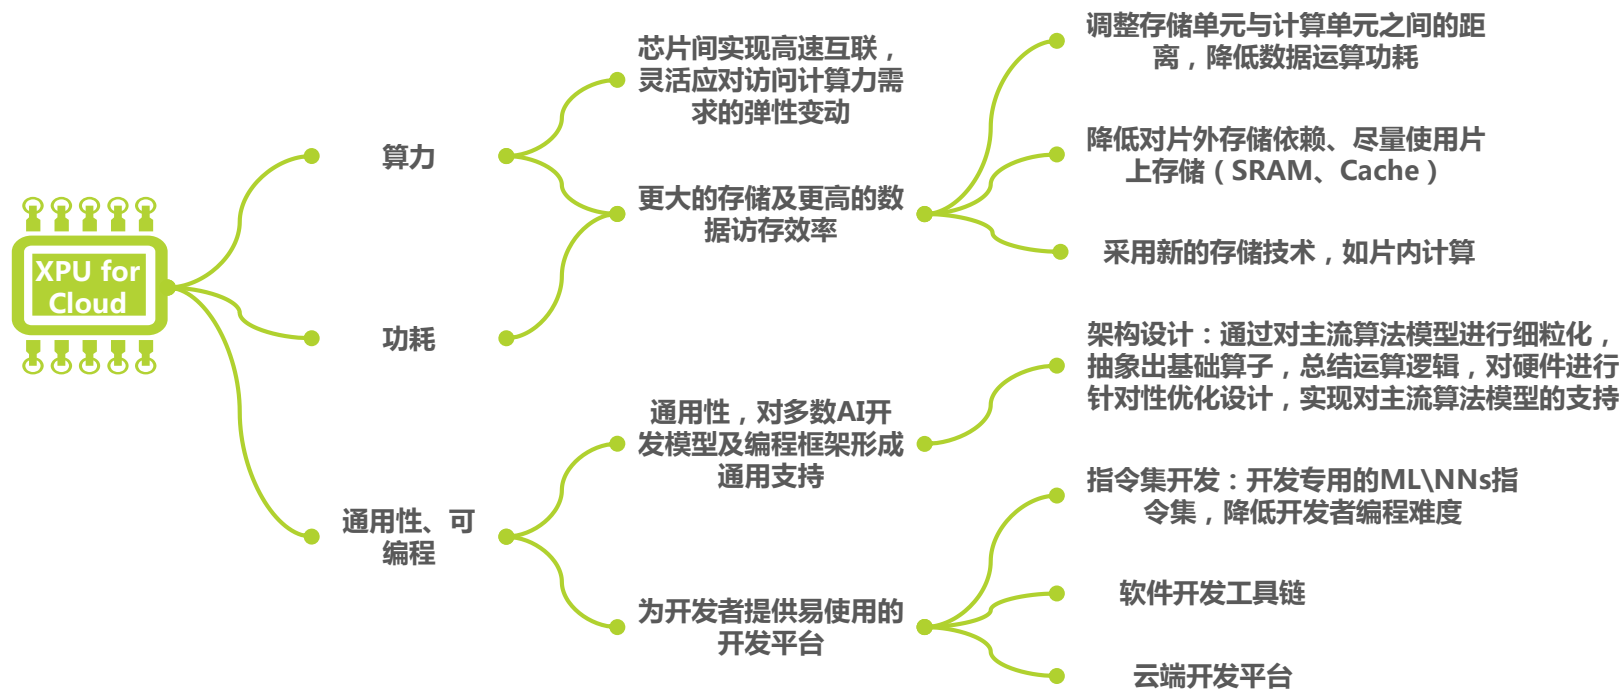 XPU for
Cloud
算力
功耗
通用性、可
编程
芯片间实现高速互联，
灵活应对访问计算力需
求的弹性变动
更大的存储及更高的数
据访存效率
通用性，对多数AI开
发模型及编程框架形成
通用支持
为开发者提供易使用的
开发平台
调整存储单元与计算单元之间的距
离，降低数据运算功耗
降低对片外存储依赖、尽量使用片
上存储（SRAM、Cache）
采用新的存储技术，如片内计算
架构设计：通过对主流算法模型进行细粒化，
抽象出基础算子，总结运算逻辑，对硬件进行
针对性优化设计，实现对主流算法模型的支持
指令集开发：开发专用的ML\NNs指
令集，降低开发者编程难度
软件开发工具链
云端开发平台